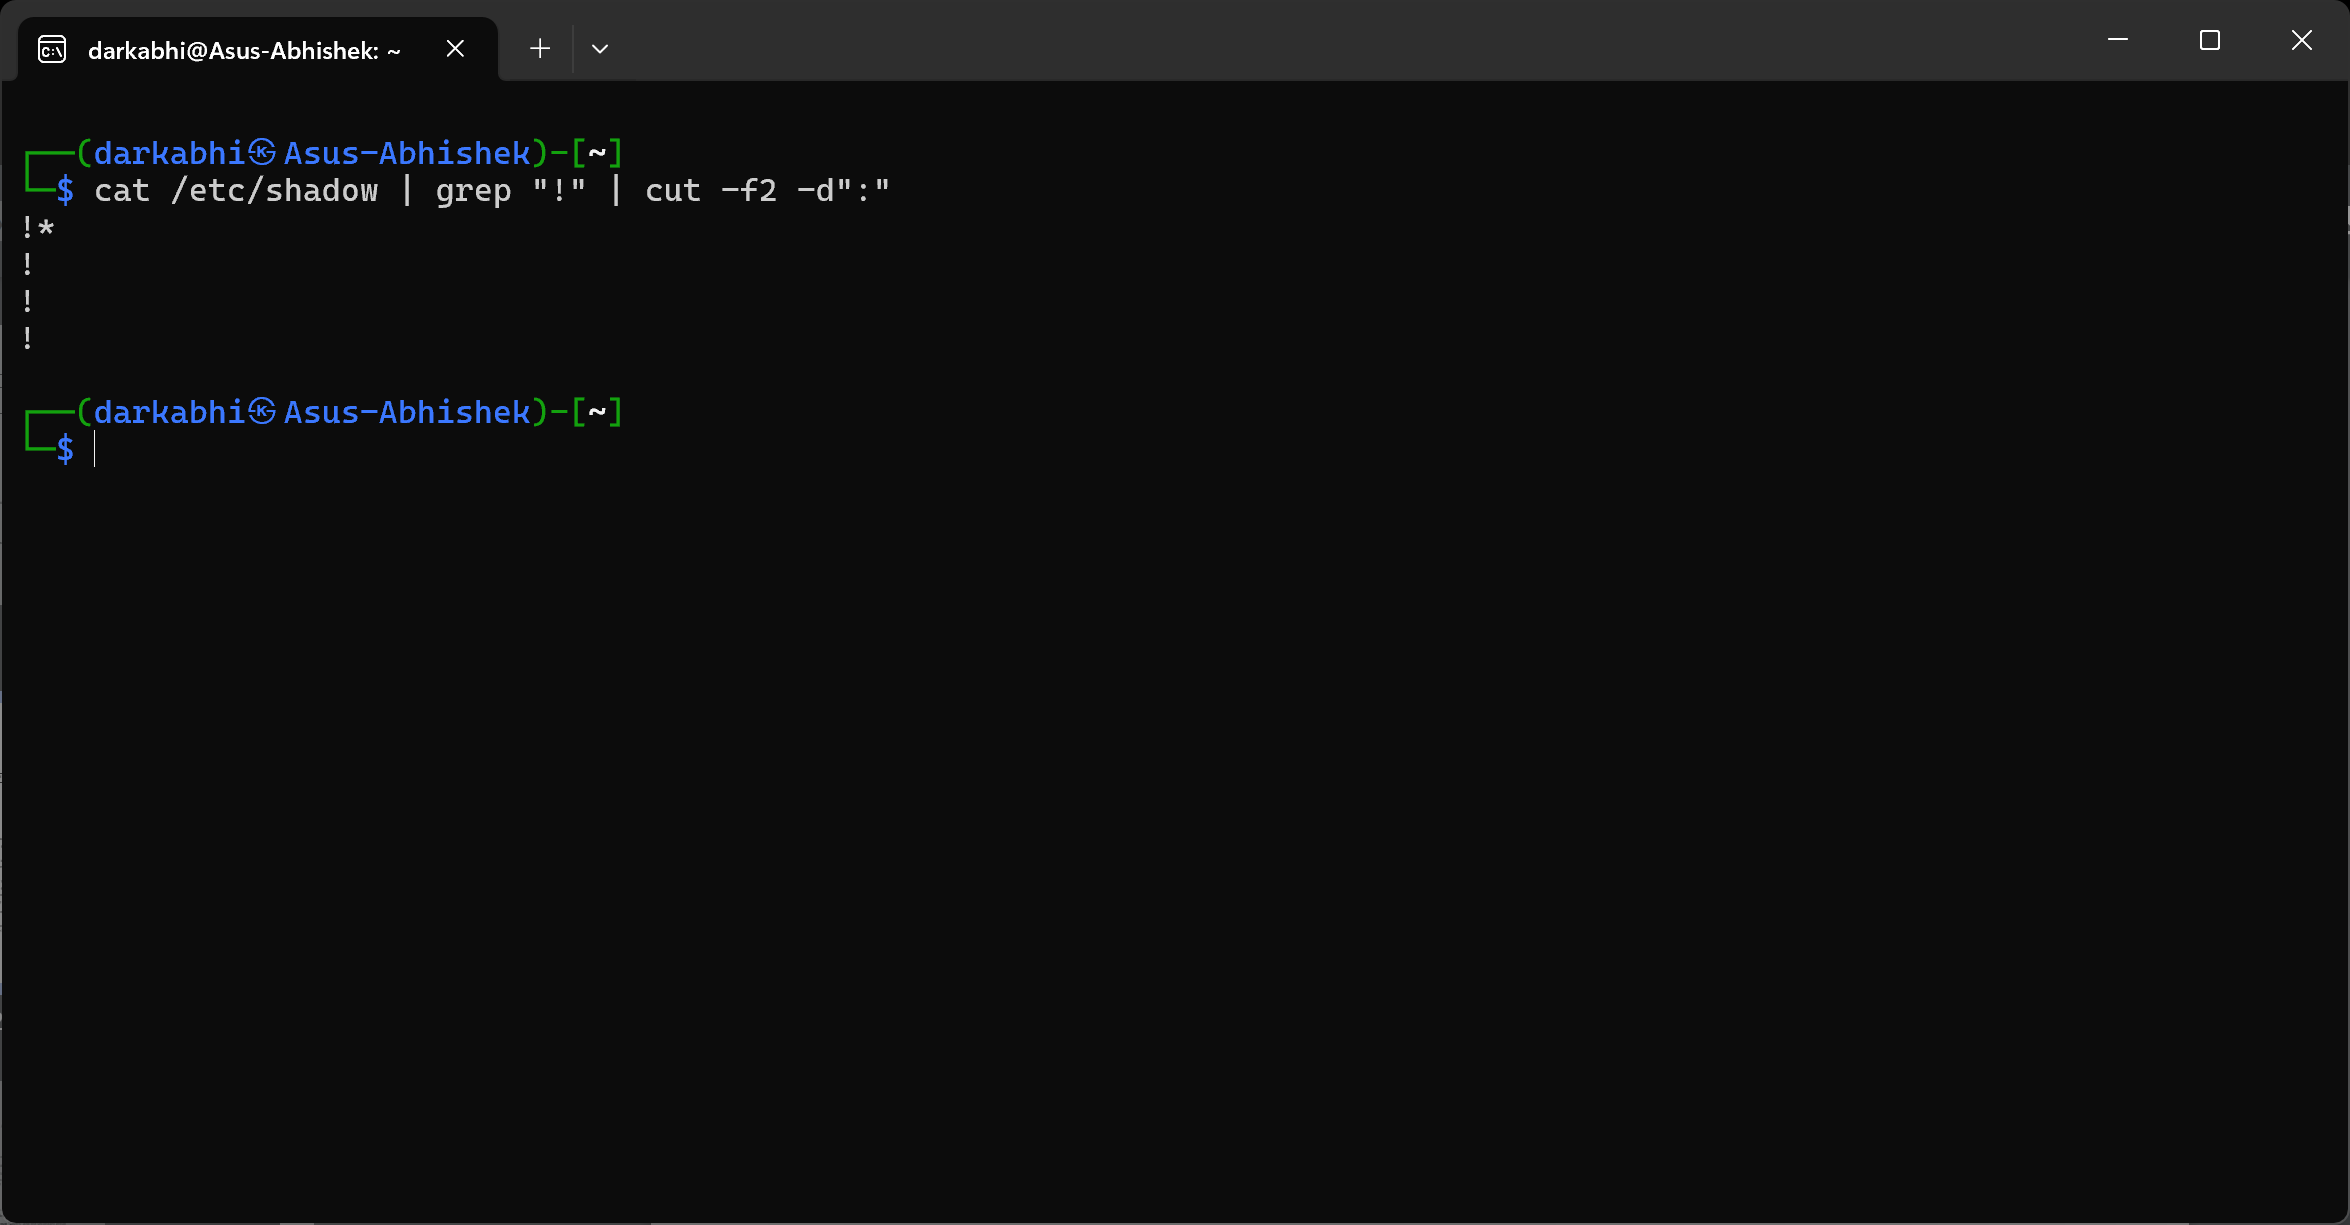 darkabhi@Asus-Abhishek: ~
┌──(darkabhi㉿Asus-Abhishek)-[~]
└─$ cat /etc/shadow | grep "!" | cut -f2 -d":"
!*
!
!
!
┌──(darkabhi㉿Asus-Abhishek)-[~]
└─$